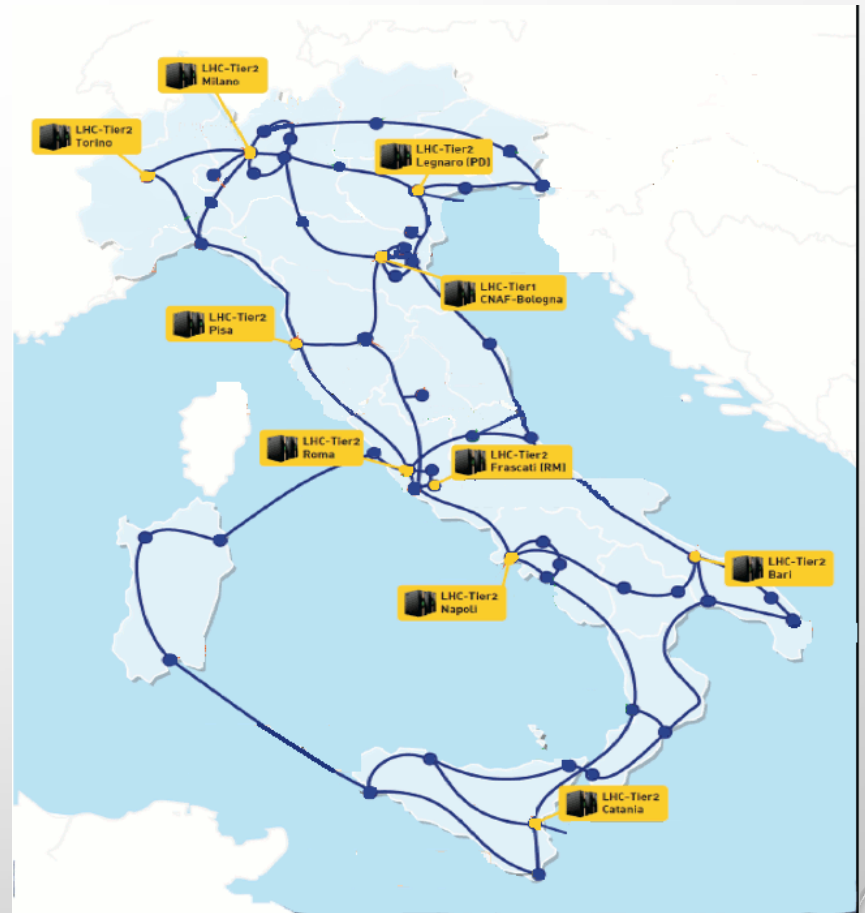 LHC-Tier2
Milano
LHC-Tier2
Torino
LHC-Tier2
Legnaro (PD)
LHC-Tier1
CNAF-Bologna
LHC-Tier2
Pisa
LHC-Tier2
Roma
LHC-Tier2
Frascati (RM)
LHC-Tier2
Bari
LHC-Tier2
Napoli
LHC-Tier2
Catania